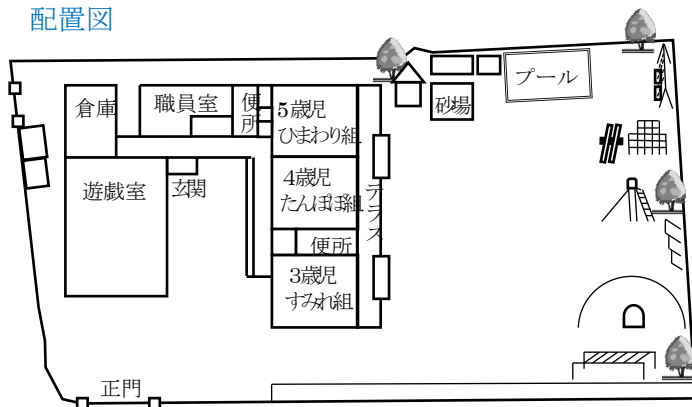 配置図
プール
倉庫
職員室
便所
5歳児
ひまわり組
砂場
遊戯室
玄関
4歳児
たんぽぽ組
テラス
便所
3歳児
すみれ組
正門